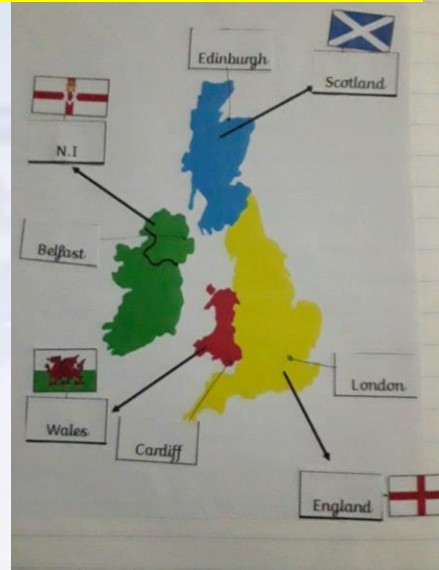 Edinburgh
Scotland
N.I
Belfast
London
Wales
Cardiff
England